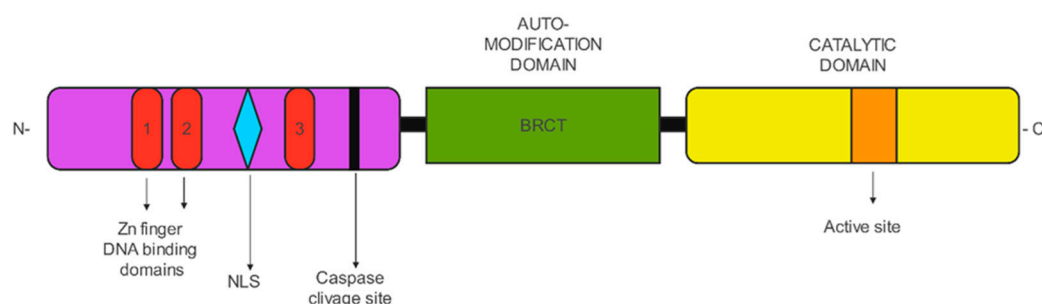 AUTO-
MODIFICATION
DOMAIN
CATALYTIC
DOMAIN
N-
1
2
3
BRCT
- C
Zn finger
DNA binding
domains
NLS
Caspase
clivage site
Active site